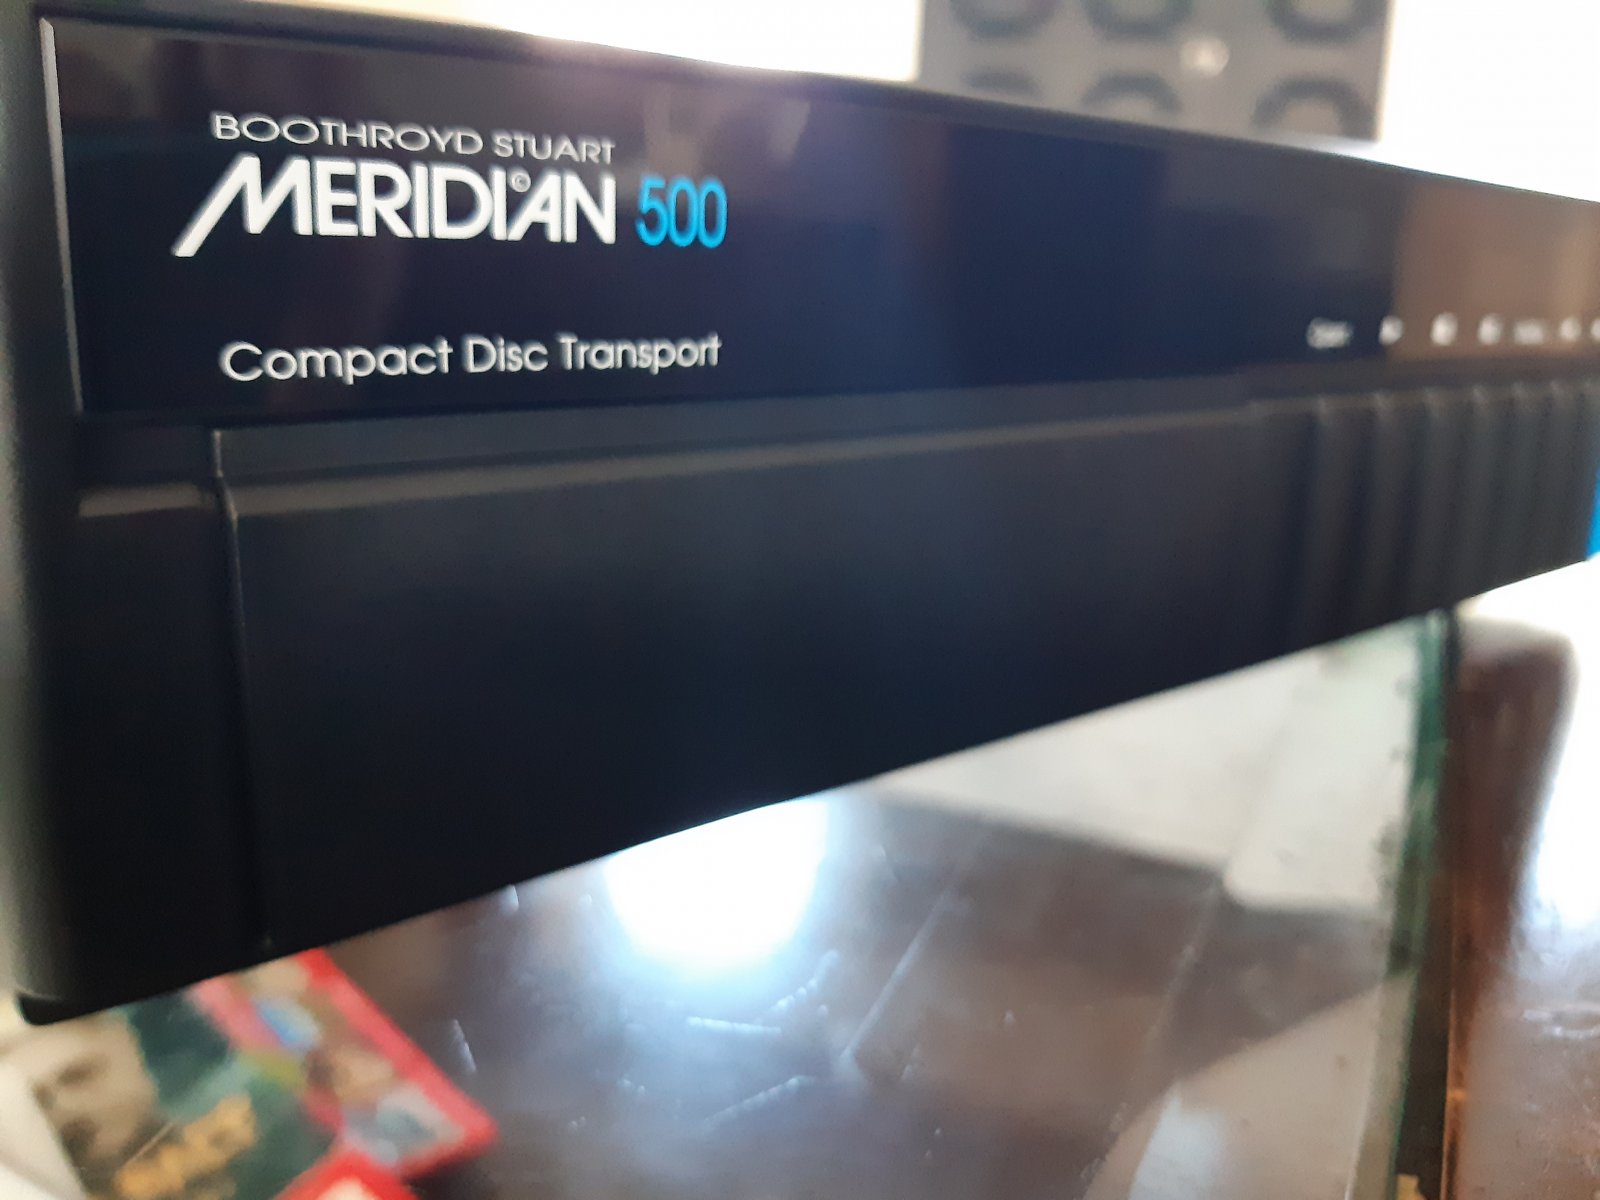 BOOTHROYD STUART
MERIDIAN 500
Compact Disc Transport